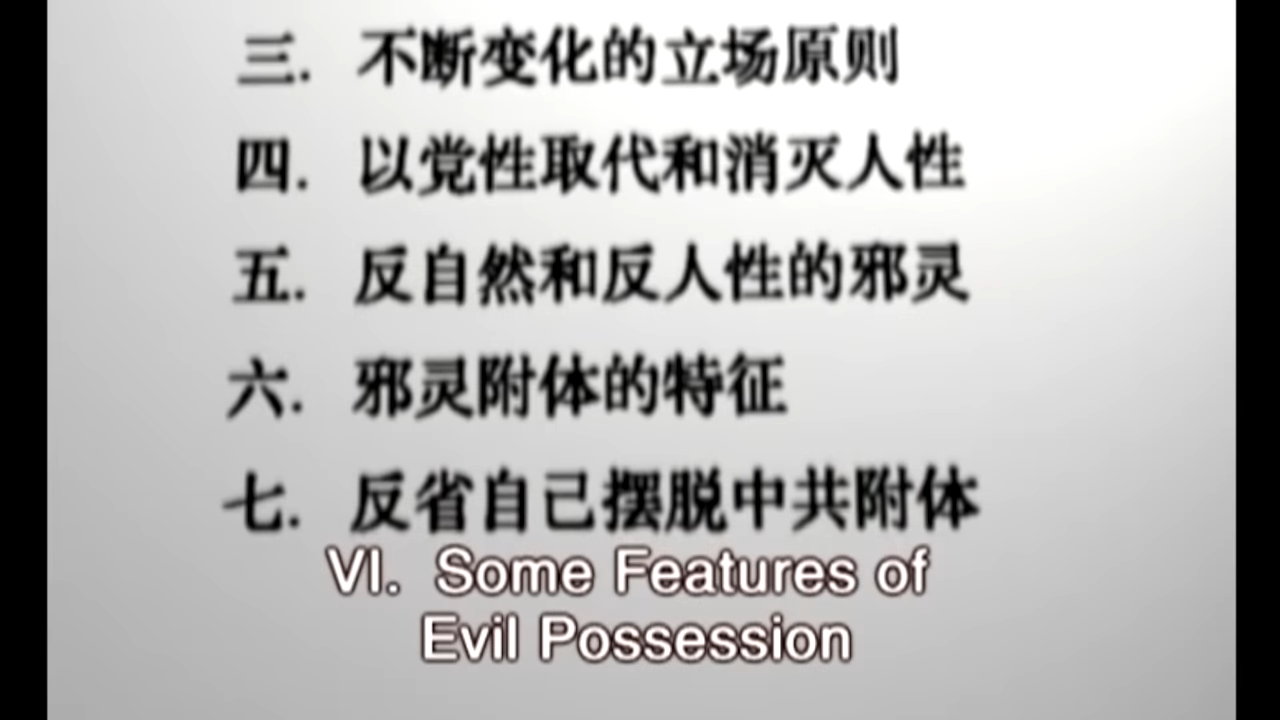 三. 不断变化的立场原则
四. 以党性取代和消灭人性
五. 反自然和反人性的邪灵
六. 邪灵附体的特征
七. 反省自己摆脱中共附体
VI. Some Features of
Evil Possession